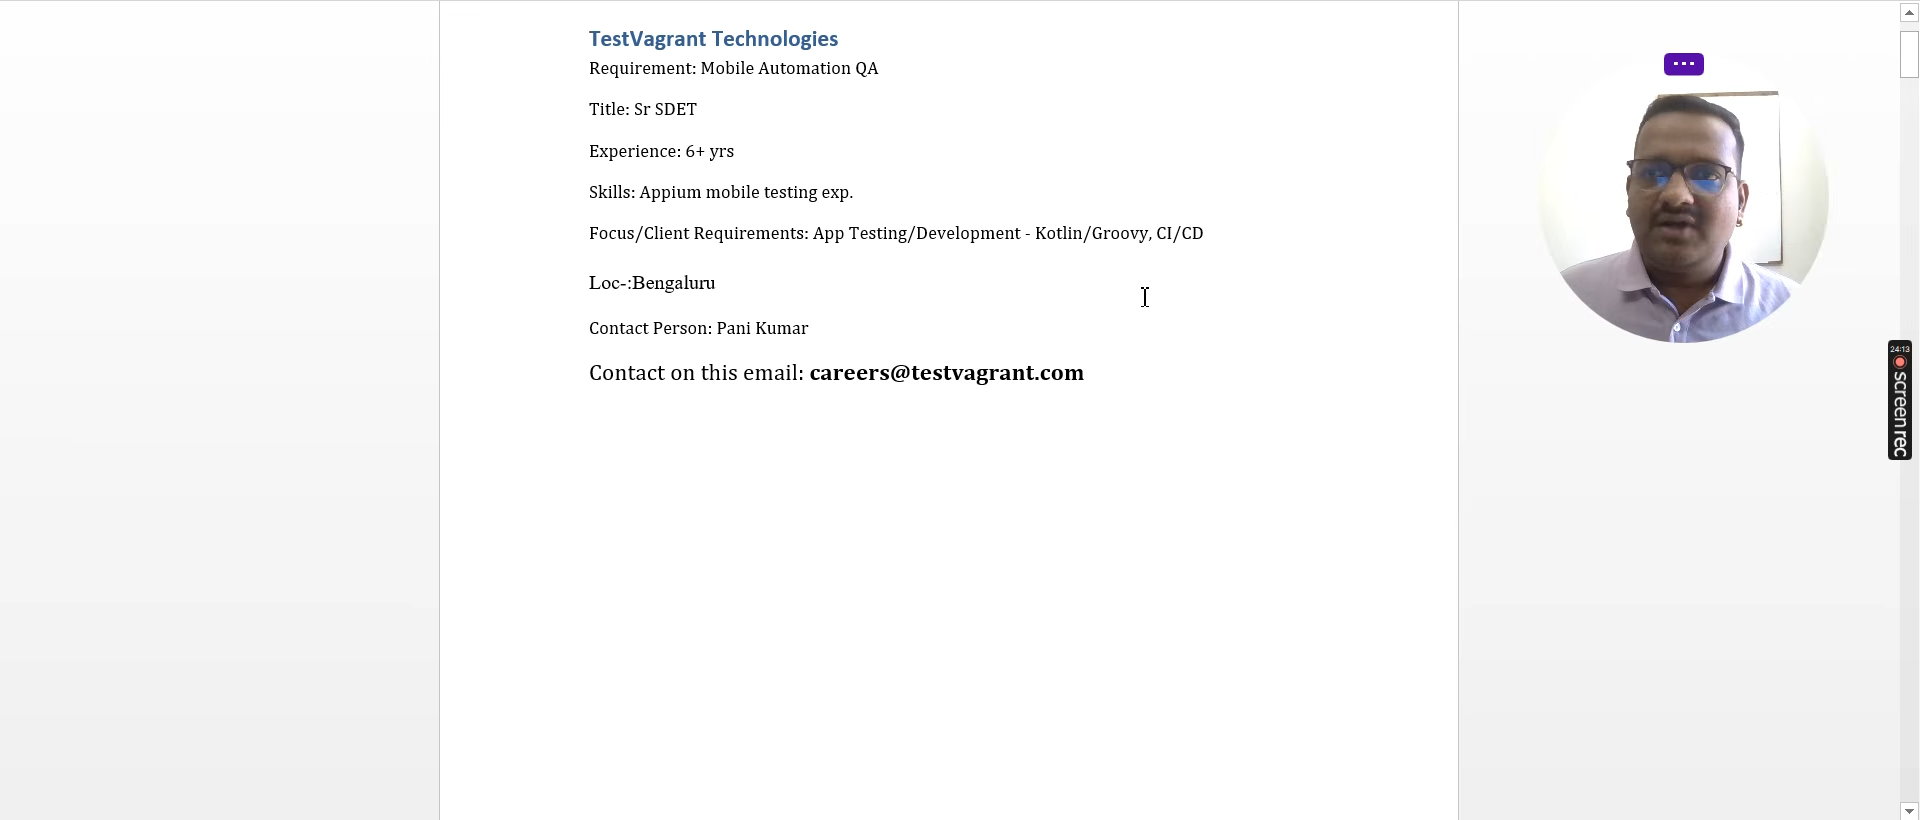 TestVagrant Technologies
Requirement: Mobile Automation QA
Title: Sr SDET
Experience: 6+ yrs
Skills: Appium mobile testing exp.
Focus/Client Requirements: App Testing/Development - Kotlin/Groovy, CI/CD
Loc-:Bengaluru
Contact Person: Pani Kumar
Contact on this email: careers@testvagrant.com
24:13
screenrec